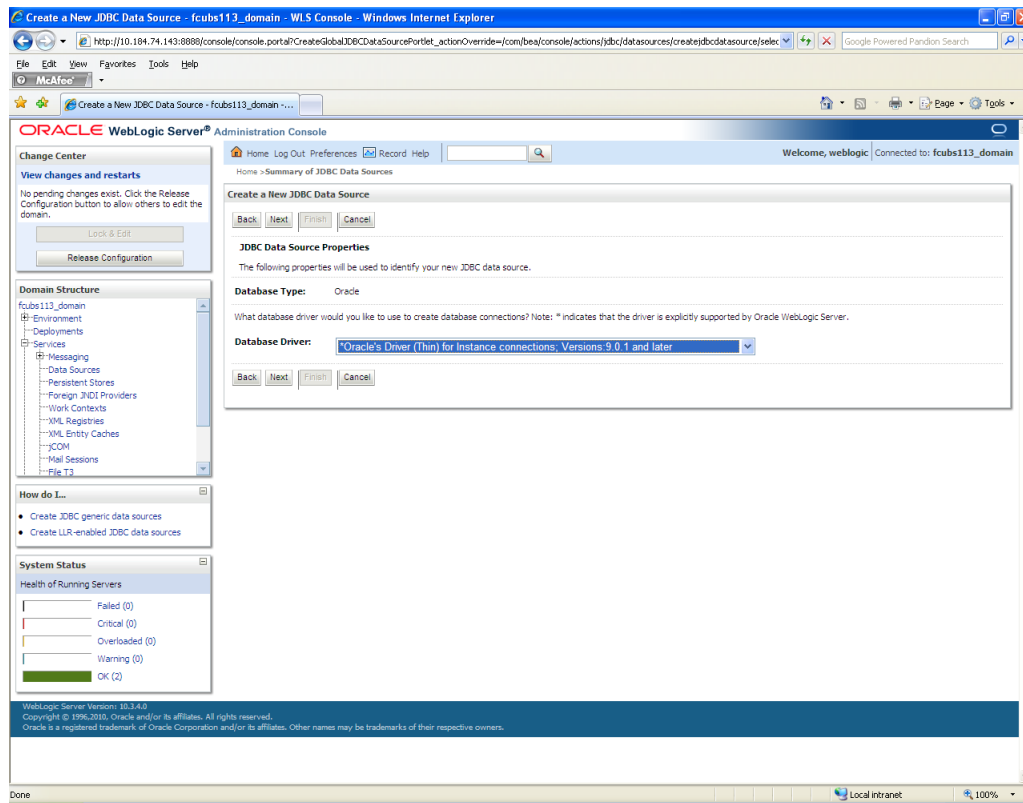 Create a New JDBC Data Source - fcubs113_domain - WLS Console - Windows Internet Explorer
http://10.184.74.143:8888/console/console.portal?CreateGlobalJDBCDataSourcePortlet_actionOverride=/com/bea/console/actions/jdbc/datasources/createjdbcdatasource/selec
Google Powered Pandion Search
File Edit View Favorites Tools Help
McAfee
Create a New JDBC Data Source - fcubs113_domain -...
Page Tools
ORACLE WebLogic Server® Administration Console
Change Center
View changes and restarts
No pending changes exist. Click the Release
Configuration button to allow others to edit the
domain.
Lock & Edit
Release Configuration
Domain Structure
fcubs113_domain
Environment
Deployments
Services
Messaging
Data Sources
Persistent Stores
Foreign JNDI Providers
Work Contexts
XML Registries
XML Entity Caches
jCOM
Mail Sessions
File T3
How do I...
Create JDBC generic data sources
Create LLR-enabled JDBC data sources
System Status
Health of Running Servers
Failed (0)
Critical (0)
Overloaded (0)
Warning (0)
OK (2)
Home Log Out Preferences Record Help
Welcome, weblogic Connected to: fcubs113_domain
Home >Summary of JDBC Data Sources
Create a New JDBC Data Source
Back Next Finish Cancel
JDBC Data Source Properties
The following properties will be used to identify your new JDBC data source.
Database Type: Oracle
What database driver would you like to use to create database connections? Note: * indicates that the driver is explicitly supported by Oracle WebLogic Server.
Database Driver: *Oracle's Driver (Thin) for Instance connections; Versions:9.0.1 and later
Back Next Finish Cancel
WebLogic Server Version: 10.3.4.0
Copyright © 1996,2010, Oracle and/or its affiliates. All rights reserved.
Oracle is a registered trademark of Oracle Corporation and/or its affiliates. Other names may be trademarks of their respective owners.
Done
Local intranet
100%